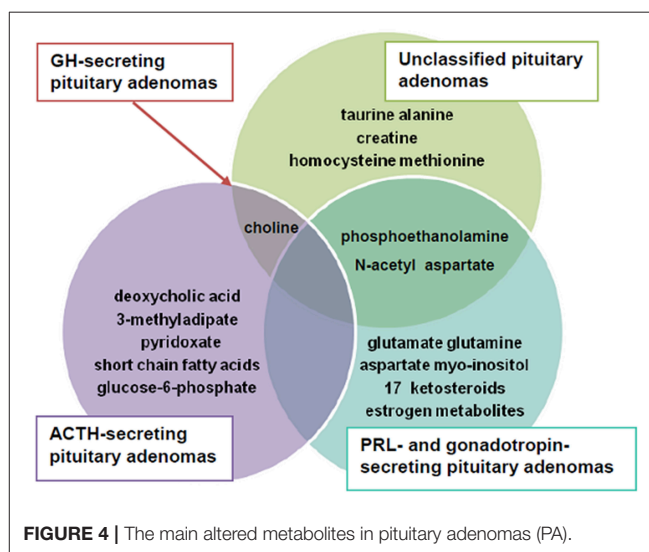 GH-secreting
pituitary adenomas
Unclassified pituitary
adenomas
taurine alanine
creatine
homocysteine methionine
choline
phosphoethanolamine
N-acetyl aspartate
deoxycholic acid
3-methyladipate
pyridoxate
short chain fatty acids
glucose-6-phosphate
glutamate glutamine
aspartate myo-inositol
17 ketosteroids
estrogen metabolites
ACTH-secreting
pituitary adenomas
PRL- and gonadotropin-
secreting pituitary adenomas
FIGURE 4 | The main altered metabolites in pituitary adenomas (PA).